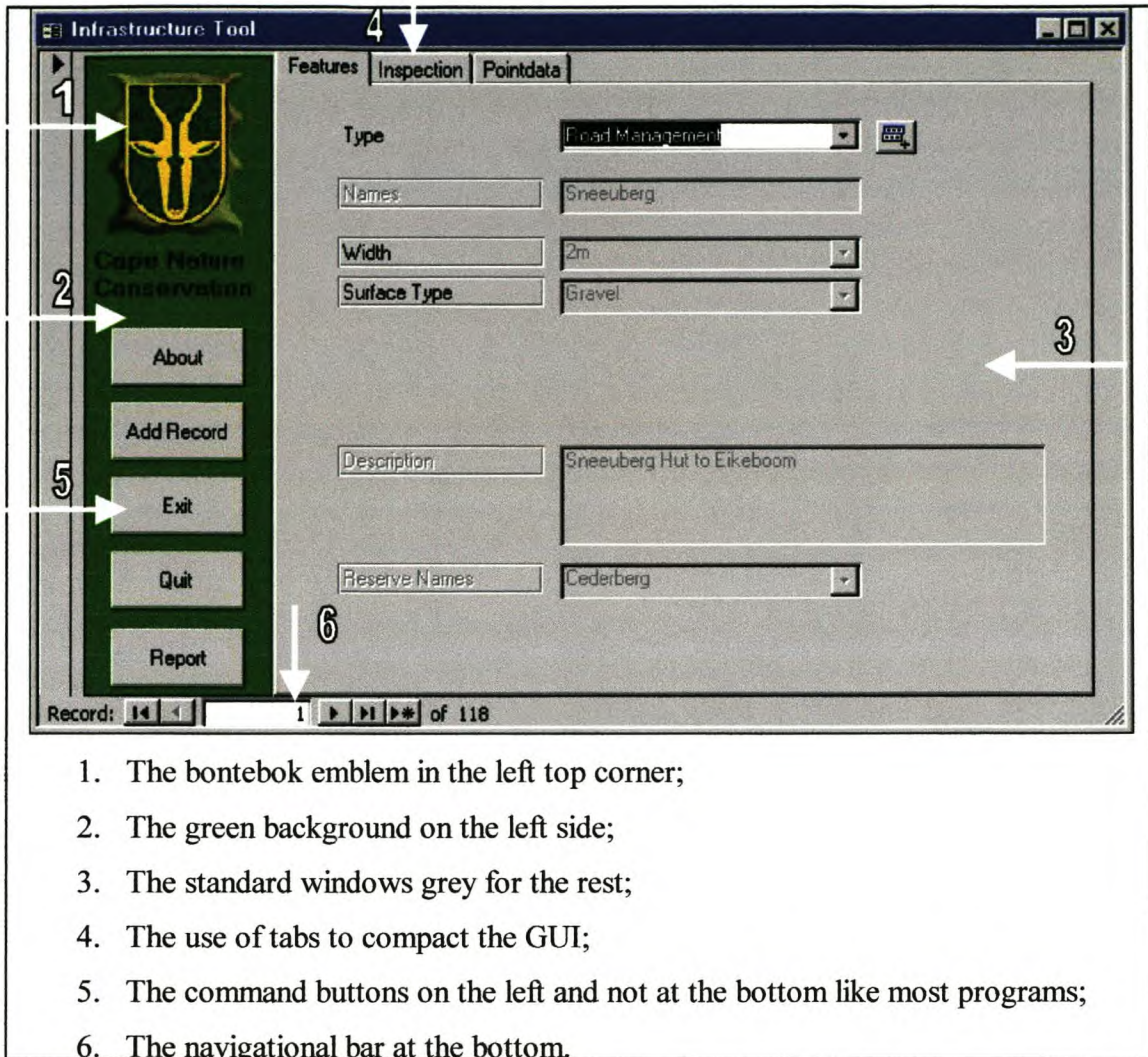 Infrastructure Tool
4
1
Features Inspection Pointdata
Type Road Management
Names Sneeuberg
Cape Nature
Conservation
Width 2m
2
Surface Type Gravel
3
About
Add Record
Description Sneeuberg Hut to Eikeboom
5
Exit
Quit
Reserve Names Cederberg
6
Report
Record: 1 of 118
1. The bontebok emblem in the left top corner;
2. The green background on the left side;
3. The standard windows grey for the rest;
4. The use of tabs to compact the GUI;
5. The command buttons on the left and not at the bottom like most programs;
6. The navigational bar at the bottom.